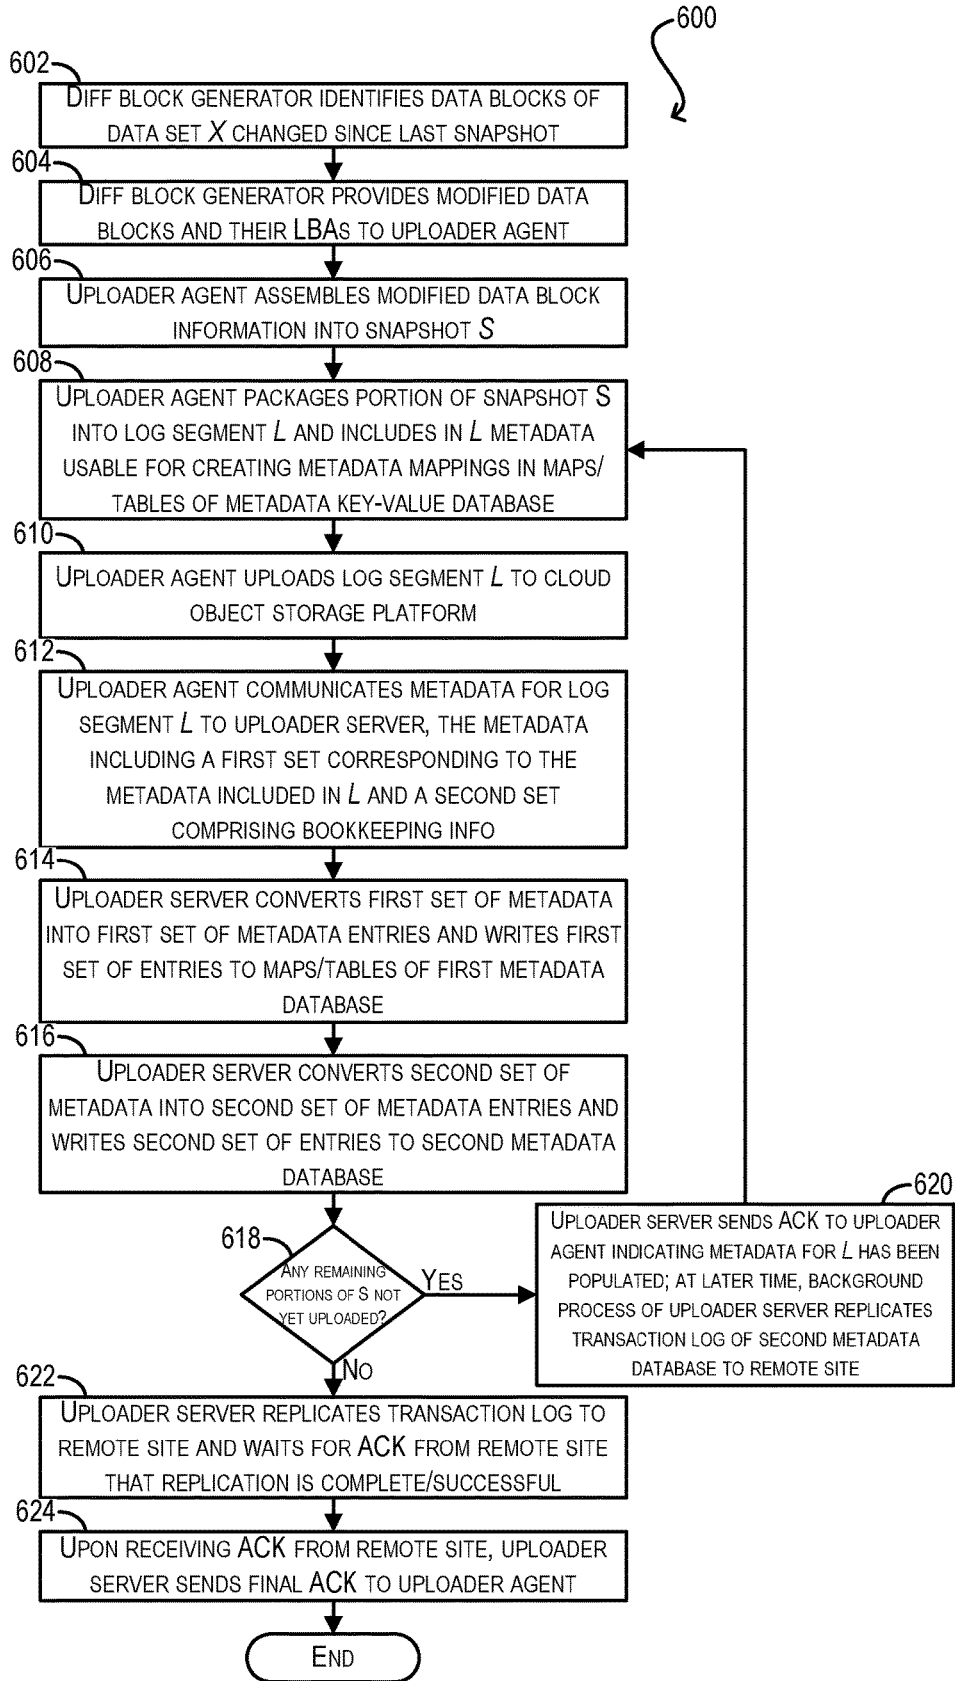 600
602
DIFF BLOCK GENERATOR IDENTIFIES DATA BLOCKS OF
DATA SET X CHANGED SINCE LAST SNAPSHOT
604
DIFF BLOCK GENERATOR PROVIDES MODIFIED DATA
BLOCKS AND THEIR LBAS TO UPLOADER AGENT
606
UPLOADER AGENT ASSEMBLES MODIFIED DATA BLOCK
INFORMATION INTO SNAPSHOT S
608
UPLOADER AGENT PACKAGES PORTION OF SNAPSHOT S
INTO LOG SEGMENT L AND INCLUDES IN L METADATA
USABLE FOR CREATING METADATA MAPPINGS IN MAPS/
TABLES OF METADATA KEY-VALUE DATABASE
610
UPLOADER AGENT UPLOADS LOG SEGMENT L TO CLOUD
OBJECT STORAGE PLATFORM
612
UPLOADER AGENT COMMUNICATES METADATA FOR LOG
SEGMENT L TO UPLOADER SERVER, THE METADATA
INCLUDING A FIRST SET CORRESPONDING TO THE
METADATA INCLUDED IN L AND A SECOND SET
COMPRISING BOOKKEEPING INFO
614
UPLOADER SERVER CONVERTS FIRST SET OF METADATA
INTO FIRST SET OF METADATA ENTRIES AND WRITES FIRST
SET OF ENTRIES TO MAPS/TABLES OF FIRST METADATA
DATABASE
616
UPLOADER SERVER CONVERTS SECOND SET OF
METADATA INTO SECOND SET OF METADATA ENTRIES AND
WRITES SECOND SET OF ENTRIES TO SECOND METADATA
DATABASE
618
ANY REMAINING
PORTIONS OF S NOT
YET UPLOADED?
YES
NO
620
UPLOADER SERVER SENDS ACK TO UPLOADER
AGENT INDICATING METADATA FOR L HAS BEEN
POPULATED; AT LATER TIME, BACKGROUND
PROCESS OF UPLOADER SERVER REPLICATES
TRANSACTION LOG OF SECOND METADATA
DATABASE TO REMOTE SITE
622
UPLOADER SERVER REPLICATES TRANSACTION LOG TO
REMOTE SITE AND WAITS FOR ACK FROM REMOTE SITE
THAT REPLICATION IS COMPLETE/SUCCESSFUL
624
UPON RECEIVING ACK FROM REMOTE SITE, UPLOADER
SERVER SENDS FINAL ACK TO UPLOADER AGENT
END